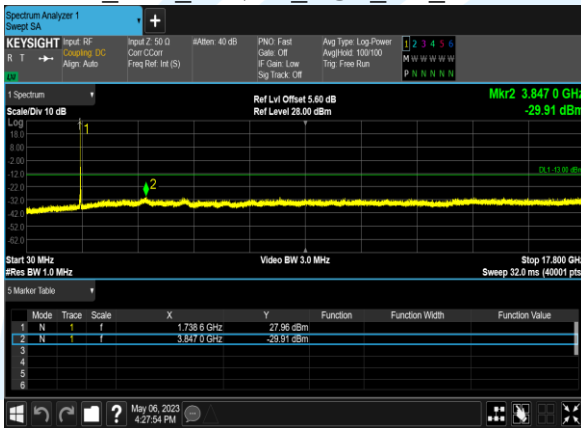 Spectrum Analyzer 1
Swept SA
KEYSIGHT Input: RF Input Z: 50 Ω #Atten: 40 dB PNO: Fast Avg Type: Log-Power 1 2 3 4 5 6
R T Coupling: DC Corr CCorr Gate: Off Avg|Hold: 100/100 M W W W W W
Align: Auto Freq Ref: Int (S) IF Gain: Low Trig: Free Run
LV Sig Track: Off P N N N N N
1 Spectrum Ref Lvl Offset 5.60 dB Mkr2 3.847 0 GHz
Scale/Div 10 dB Ref Level 28.00 dBm -29.91 dBm
Log
18.0
8.00
-2.00
-12.0
-22.0
-32.0
-42.0
-52.0
-62.0
1
2
DL1 -13.00 dBm
Start 30 MHz Video BW 3.0 MHz Stop 17.800 GHz
#Res BW 1.0 MHz Sweep 32.0 ms (40001 pts
5 Marker Table
Mode Trace Scale X Y Function Function Width Function Value
1 N 1 f 1.738 6 GHz 27.96 dBm
2 N 1 f 3.847 0 GHz -29.91 dBm
3
4
5
6
? May 06, 2023
4:27:54 PM